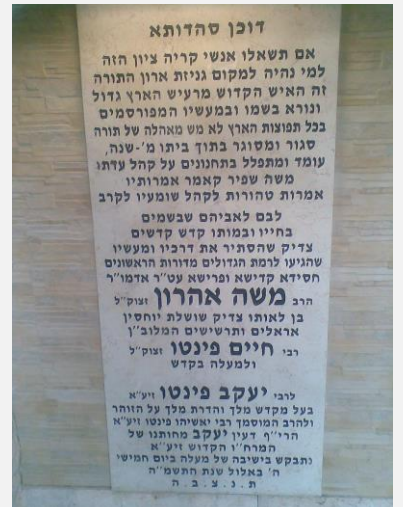 דוכן סהדותא
אם תשאלו אנשי קריה ציון הזה
למי נהיה למקום גניזת ארון התורה
זה האיש הקדוש מרעיש הארץ גדול
ונורא בשמו ובמעשיו המפורסמים
בכל תפוצות הארץ לא מש מאהלה של תורה
סגור ומסוגר בתוך ביתו מ'-שנה,
עומד ומתפלל בתחנונים על קהל עדתו
משה שפיר קאמר אמרותיו
אמרות טהורות לקהל שומעיו לקרב
לבם לאביהם שבשמים
בחייו ובמותו קדש קדשים
צדיק שהסתיר את דרכיו ומעשיו
שהגיעו לרמת הגדולים מדורות הראשונים
חסידא קדישא ופרישא עט"ר אדמו"ר
הרב משה אהרון זצוק"ל
בן לאותו צדיק שושלת יוחסין
אראלים ותרשישים המלוב"ן
רבי חיים פינטו זצוק"ל
ולמעלה בקדש
לרבי יעקב פינטו זיע"א
בעל מקדש מלך והדרת מלך על הזוהר
ולהרב המוסמך רבי יאשיהו פינטו זיע"א
הרי"ף דעין יעקב מחותנו של
המרח"ו הקדוש זיע"א
נתבקש בישיבה של מעלה ביום חמישי
ה' באלול שנת התשמ"ה
ת.נ.צ.ב.ה